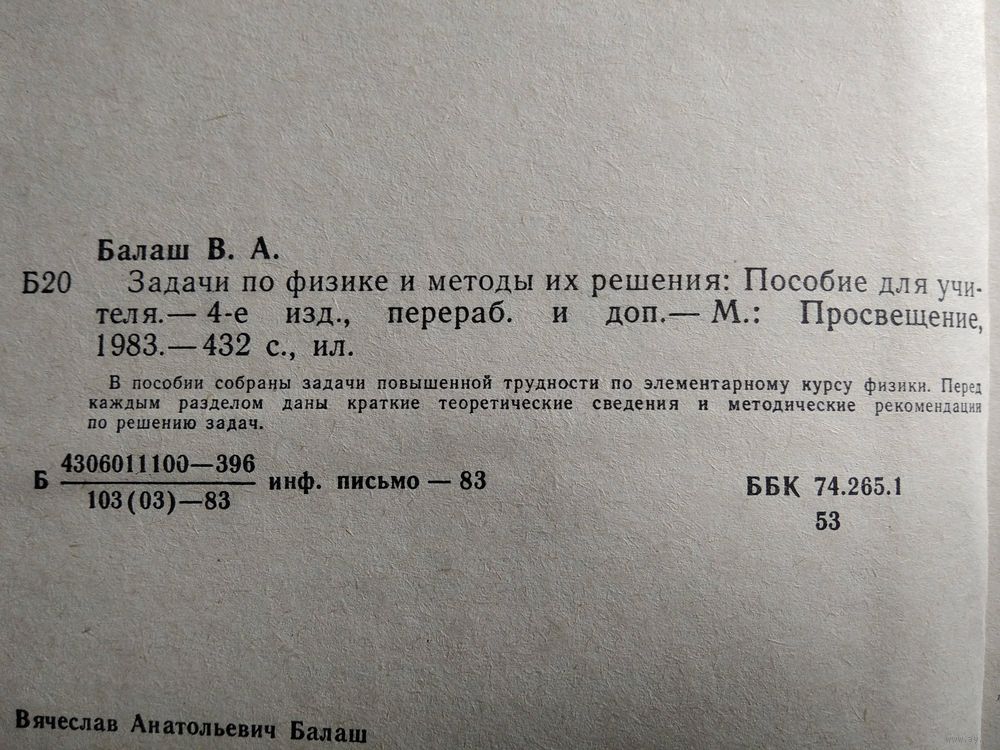 Балаш В. А.
Б20 Задачи по физике и методы их решения: Пособие для учи-
теля.— 4-е изд., перераб. и доп.— М.: Просвещение,
1983.— 432 с., ил.
В пособии собраны задачи повышенной трудности по элементарному курсу физики. Перед
каждым разделом даны краткие теоретические сведения и методические рекомендации
по решению задач.
4306011100—396
Б инф. письмо — 83
103(03)—83
ББК 74.265.1
53
Вячеслав Анатольевич Балаш